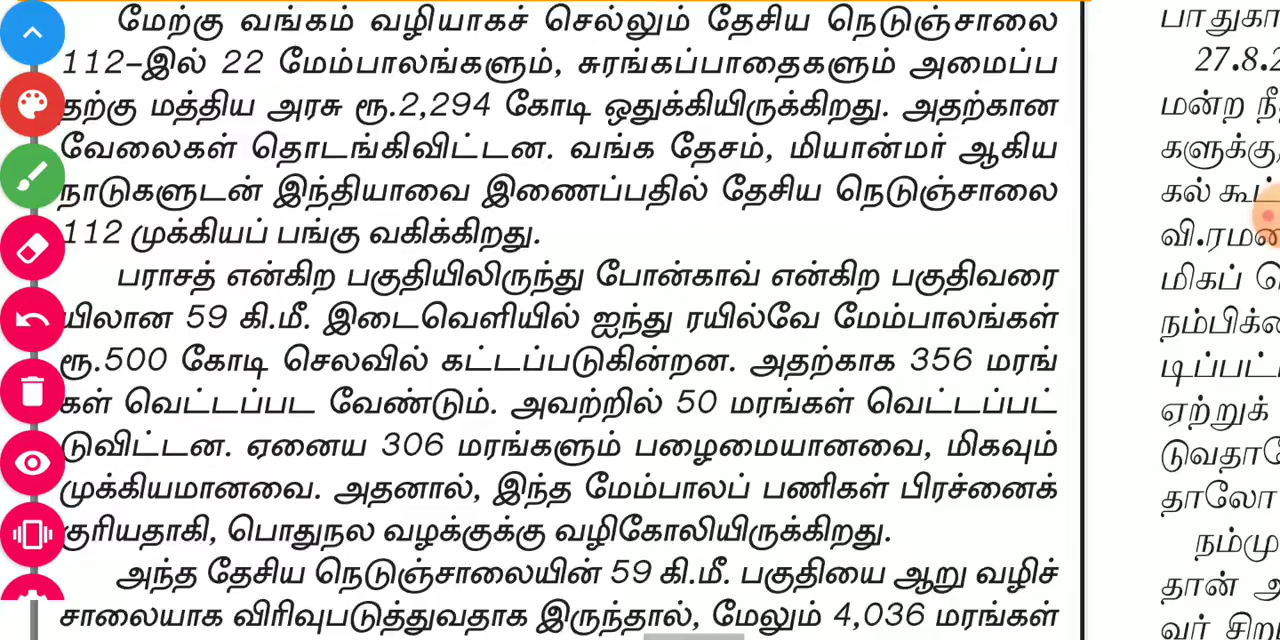 மேற்கு வங்கம் வழியாகச் செல்லும் தேசிய நெடுஞ்சாலை
112-இல் 22 மேம்பாலங்களும், சுரங்கப்பாதைகளும் அமைப்ப
தற்கு மத்திய அரசு ரூ.2,294 கோடி ஒதுக்கியிருக்கிறது. அதற்கான
வேலைகள் தொடங்கிவிட்டன. வங்க தேசம், மியான்மர் ஆகிய
நாடுகளுடன் இந்தியாவை இணைப்பதில் தேசிய நெடுஞ்சாலை
112 முக்கியப் பங்கு வகிக்கிறது.
பராசத் என்கிற பகுதியிலிருந்து போன்காவ் என்கிற பகுதிவரை
யிலான 59 கி.மீ. இடைவெளியில் ஐந்து ரயில்வே மேம்பாலங்கள்
ரூ.500 கோடி செலவில் கட்டப்படுகின்றன. அதற்காக 356 மரங்
கள் வெட்டப்பட வேண்டும். அவற்றில் 50 மரங்கள் வெட்டப்பட்
டுவிட்டன. ஏனைய 306 மரங்களும் பழைமையானவை, மிகவும்
முக்கியமானவை. அதனால், இந்த மேம்பாலப் பணிகள் பிரச்னைக்
குரியதாகி, பொதுநல வழக்குக்கு வழிகோலியிருக்கிறது.
அந்த தேசிய நெடுஞ்சாலையின் 59 கி.மீ. பகுதியை ஆறு வழிச்
சாலையாக விரிவுபடுத்துவதாக இருந்தால், மேலும் 4,036 மரங்கள்
27.8.2
மன்ற
களுக்கு
கல்
மிகப்
ஏற்றுக்
தாலோ
நம்மு
தான்
வர்